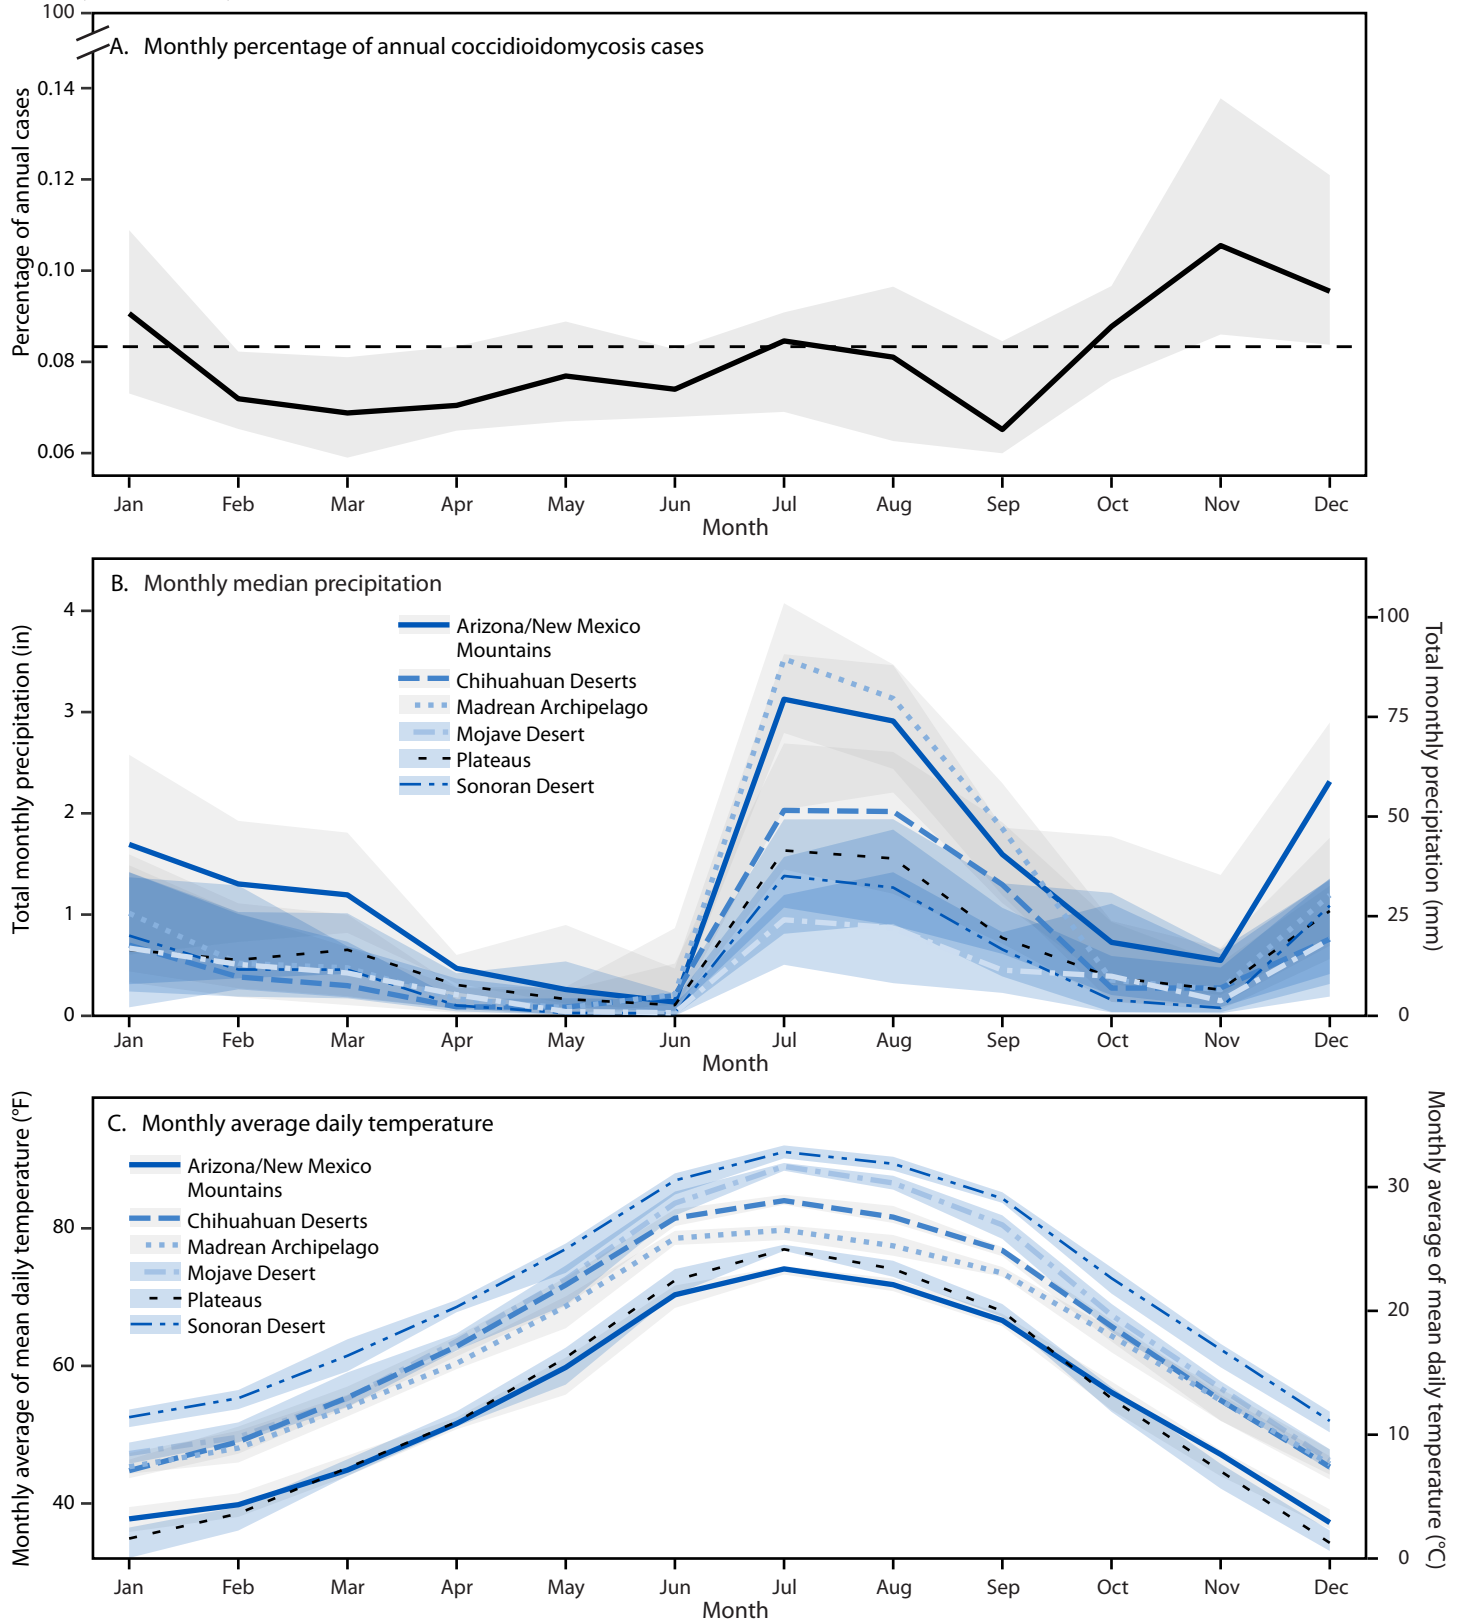 100
A. Monthly percentage of annual coccidioidomycosis cases
0.14
0.12
0.10
0.08
0.06
Percentage of annual cases
Jan Feb Mar Apr May Jun Jul Aug Sep Oct Nov Dec
Month
B. Monthly median precipitation
Arizona/New Mexico
Mountains
Chihuahuan Deserts
Madrean Archipelago
Mojave Desert
Plateaus
Sonoran Desert
4
3
2
1
0
Total monthly precipitation (in)
100
75
50
25
0
Total monthly precipitation (mm)
Jan Feb Mar Apr May Jun Jul Aug Sep Oct Nov Dec
Month
C. Monthly average daily temperature
Arizona/New Mexico
Mountains
Chihuahuan Deserts
Madrean Archipelago
Mojave Desert
Plateaus
Sonoran Desert
80
60
40
Monthly average of mean daily temperature (°F)
30
20
10
0
Monthly average of mean daily temperature (°C)
Jan Feb Mar Apr May Jun Jul Aug Sep Oct Nov Dec
Month